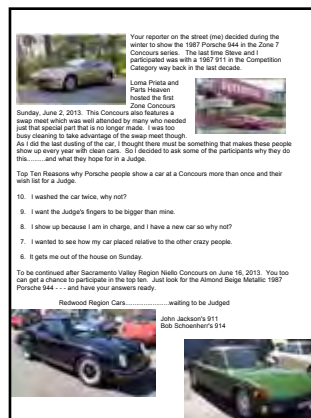 Your reporter on the street (me) decided during the
winter to show the 1987 Porsche 944 in the Zone 7
Concours series. The last time Steve and I
participated was with a 1967 911 in the Competition
Category way back in the last decade.
Loma Prieta and
Parts Heaven
hosted the first
Zone Concours
Sunday, June 2, 2013. This Concours also features a
swap meet which was well attended by many who needed
just that special part that is no longer made. I was too
busy cleaning to take advantage of the swap meet though.
As I did the last dusting of the car, I thought there must be something that makes these people
show up every year with clean cars. So I decided to ask some of the participants why they do
this..........and what they hope for in a Judge.
Top Ten Reasons why Porsche people show a car at a Concours more than once and their
wish list for a Judge.
10. I washed the car twice, why not?
9. I want the Judge's fingers to be bigger than mine.
8. I show up because I am in charge, and I have a new car so why not?
7. I wanted to see how my car placed relative to the other crazy people.
6. It gets me out of the house on Sunday.
To be continued after Sacramento Valley Region Niello Concours on June 16, 2013. You too
can get a chance to participate in the top ten. Just look for the Almond Beige Metallic 1987
Porsche 944 - - - and have your answers ready.
Redwood Region Cars......................waiting to be Judged
John Jackson's 911
Bob Schoenherr's 914